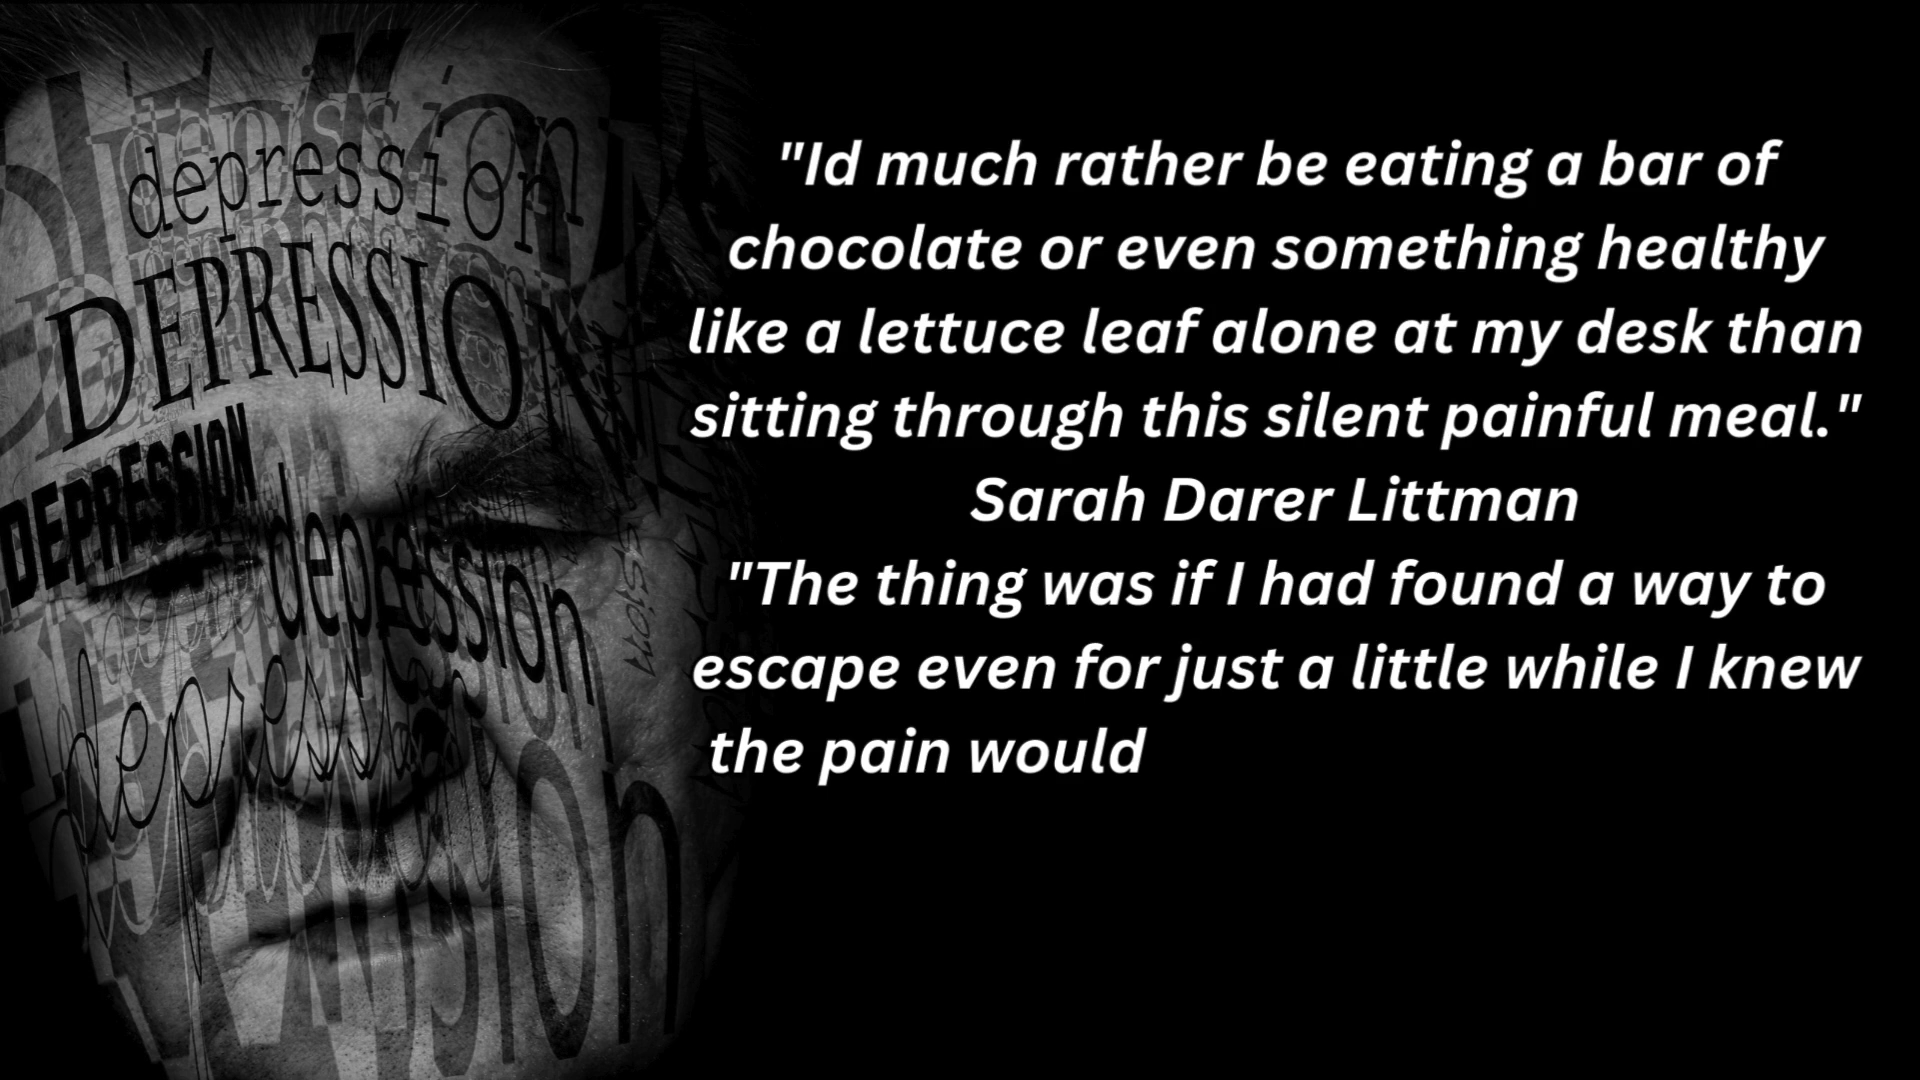 depression
DEPRESSION
DEPRESSION
depression
depression
"Id much rather be eating a bar of
chocolate or even something healthy
like a lettuce leaf alone at my desk than
sitting through this silent painful meal."
Sarah Darer Littman
"The thing was if I had found a way to
escape even for just a little while I knew
the pain would